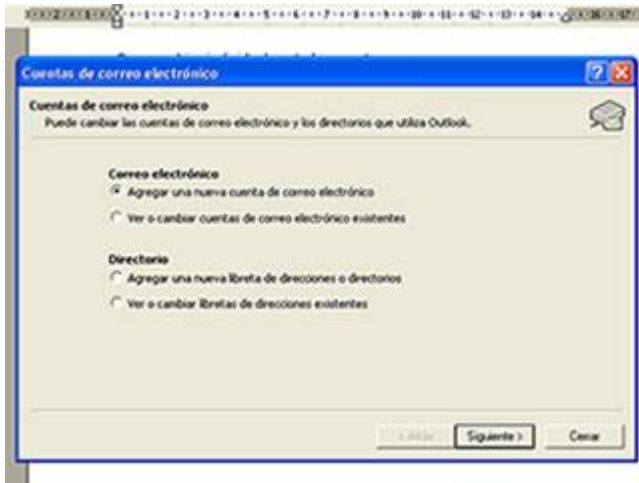 Cuentas de correo electrónico
Cuentas de correo electrónico
Puede cambiar las cuentas de correo electrónico y los directorios que utiliza Outlook.
Correo electrónico
Agregar una nueva cuenta de correo electrónico
Ver o cambiar cuentas de correo electrónico existentes
Directorio
Agregar una nueva libreta de direcciones o directorios
Ver o cambiar libretas de direcciones existentes
< Atrás Siguiente > Cerrar